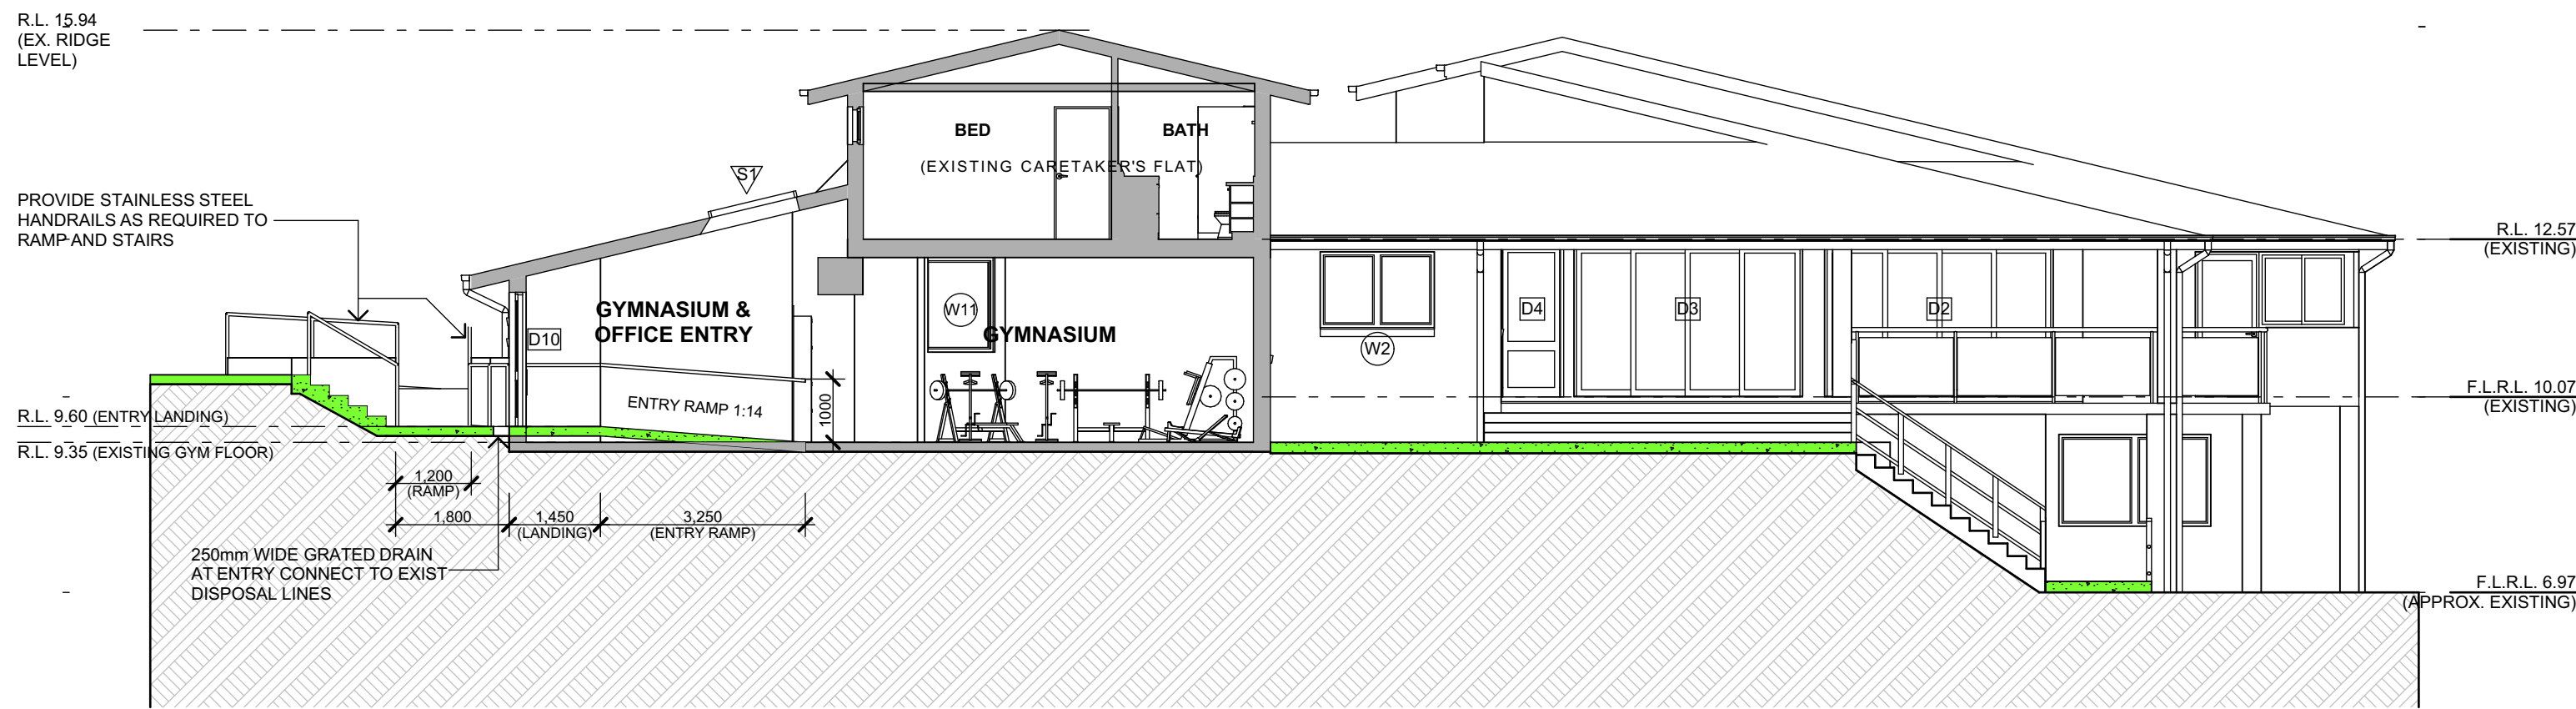 R.L. 15.94
(EX. RIDGE
LEVEL)
BED
BATH
(EXISTING CARETAKER'S FLAT)
S1
PROVIDE STAINLESS STEEL
HANDRAILS AS REQUIRED TO
RAMP AND STAIRS
R.L. 12.57
(EXISTING)
GYMNASIUM &
OFFICE ENTRY
D10
W11
GYMNASIUM
W2
D4
D3
D2
ENTRY RAMP 1:14
1000
F.L.R.L. 10.07
(EXISTING)
R.L. 9.60 (ENTRY LANDING)
R.L. 9.35 (EXISTING GYM FLOOR)
1,200
(RAMP)
1,800
1,450
(LANDING)
3,250
(ENTRY RAMP)
250mm WIDE GRATED DRAIN
AT ENTRY CONNECT TO EXIST
DISPOSAL LINES
F.L.R.L. 6.97
(APPROX. EXISTING)